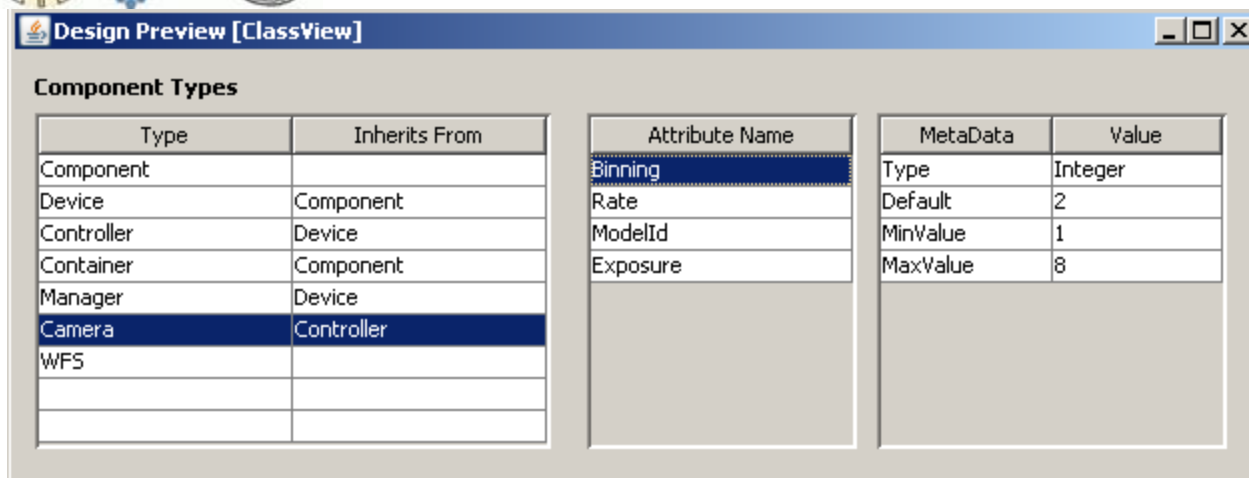 Design Preview [ClassView]
Component Types
Type Inherits From
Component
Device Component
Controller Device
Container Component
Manager Device
Camera Controller
WFS
Attribute Name
Binning
Rate
ModelId
Exposure
MetaData Value
Type Integer
Default 2
MinValue 1
MaxValue 8